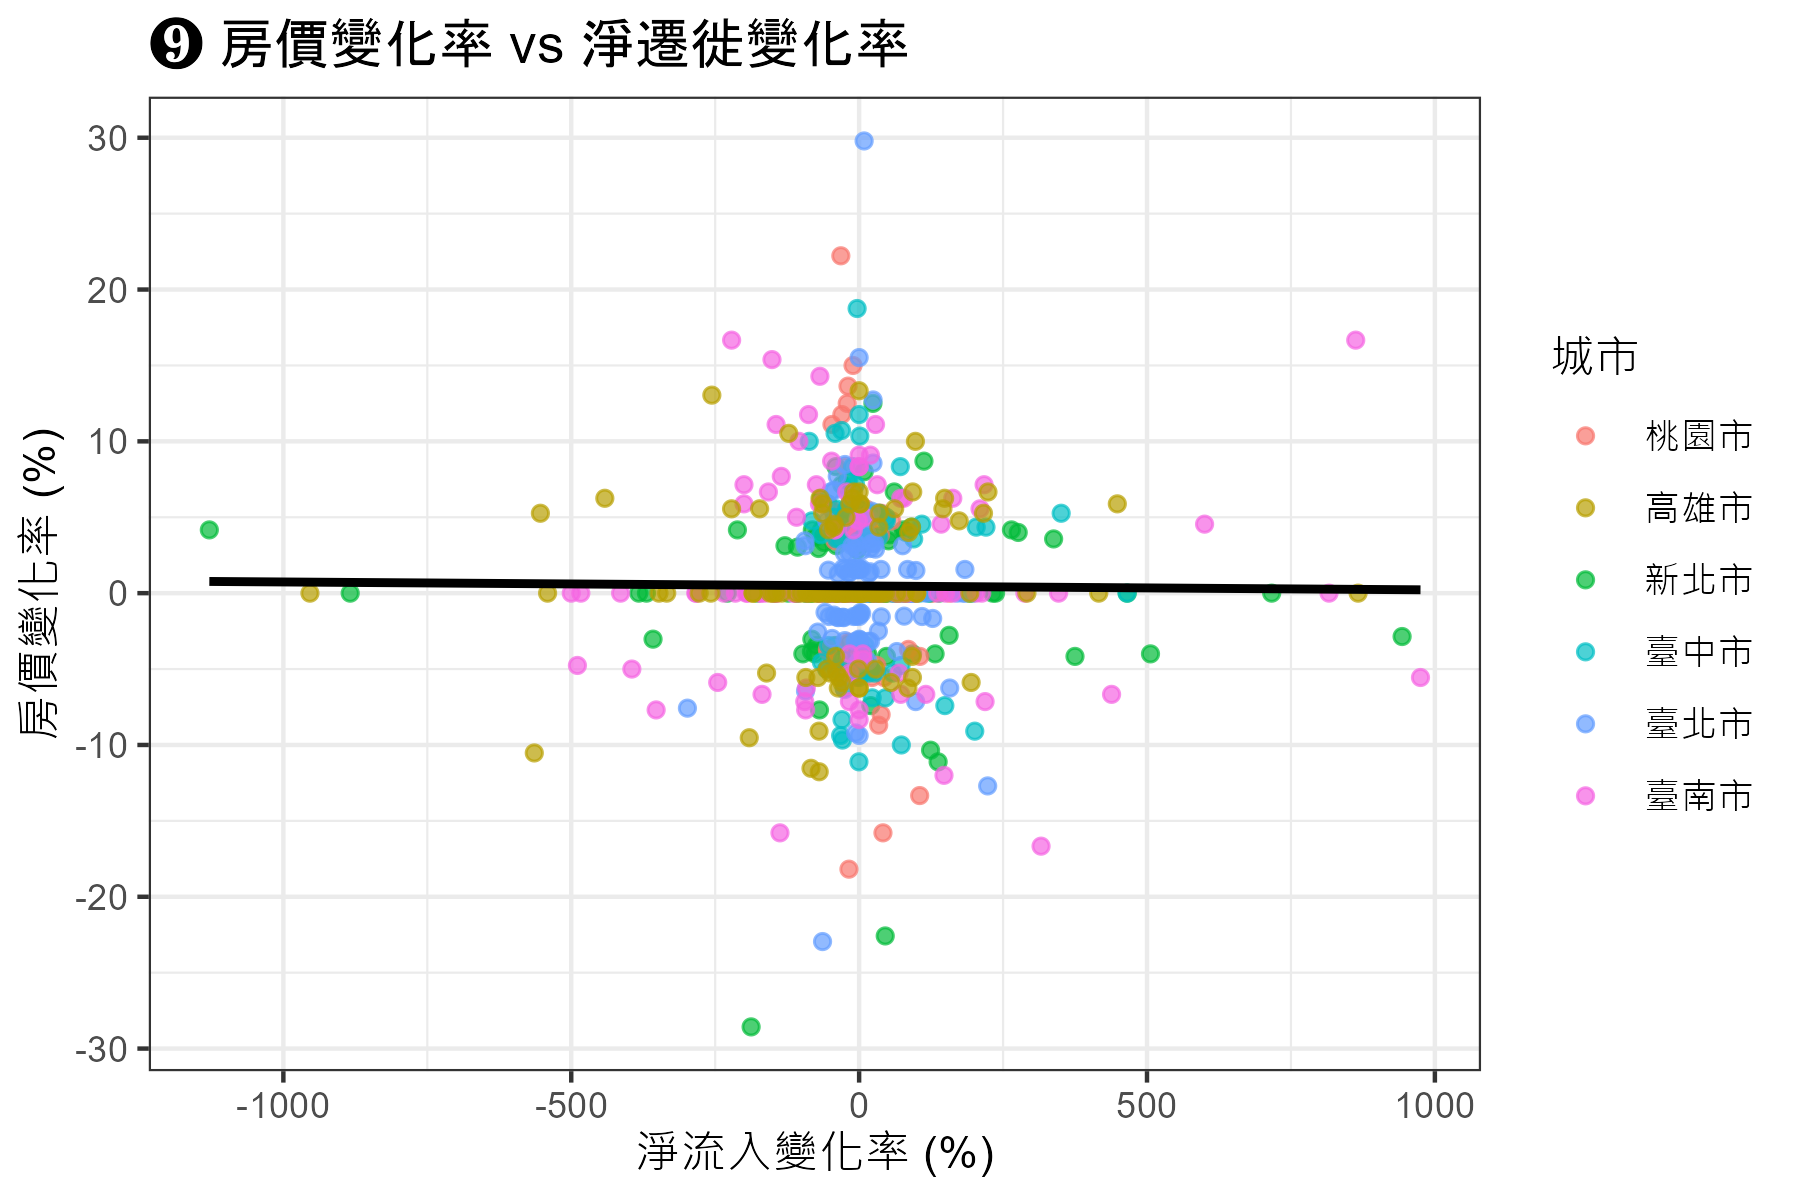 ❾ 房價變化率 vs 淨遷徙變化率
房價變化率 (%)
30
20
10
0
-10
-20
-30
-1000
-500
0
500
1000
淨流入變化率 (%)
城市
桃園市
高雄市
新北市
臺中市
臺北市
臺南市